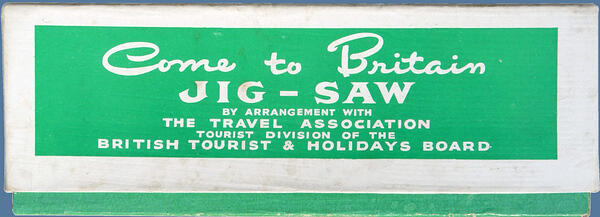 Come to Britain
JIG - SAW
BY ARRANGEMENT WITH
THE TRAVEL ASSOCIATION
TOURIST DIVISION OF THE
BRITISH TOURIST & HOLIDAYS BOARD